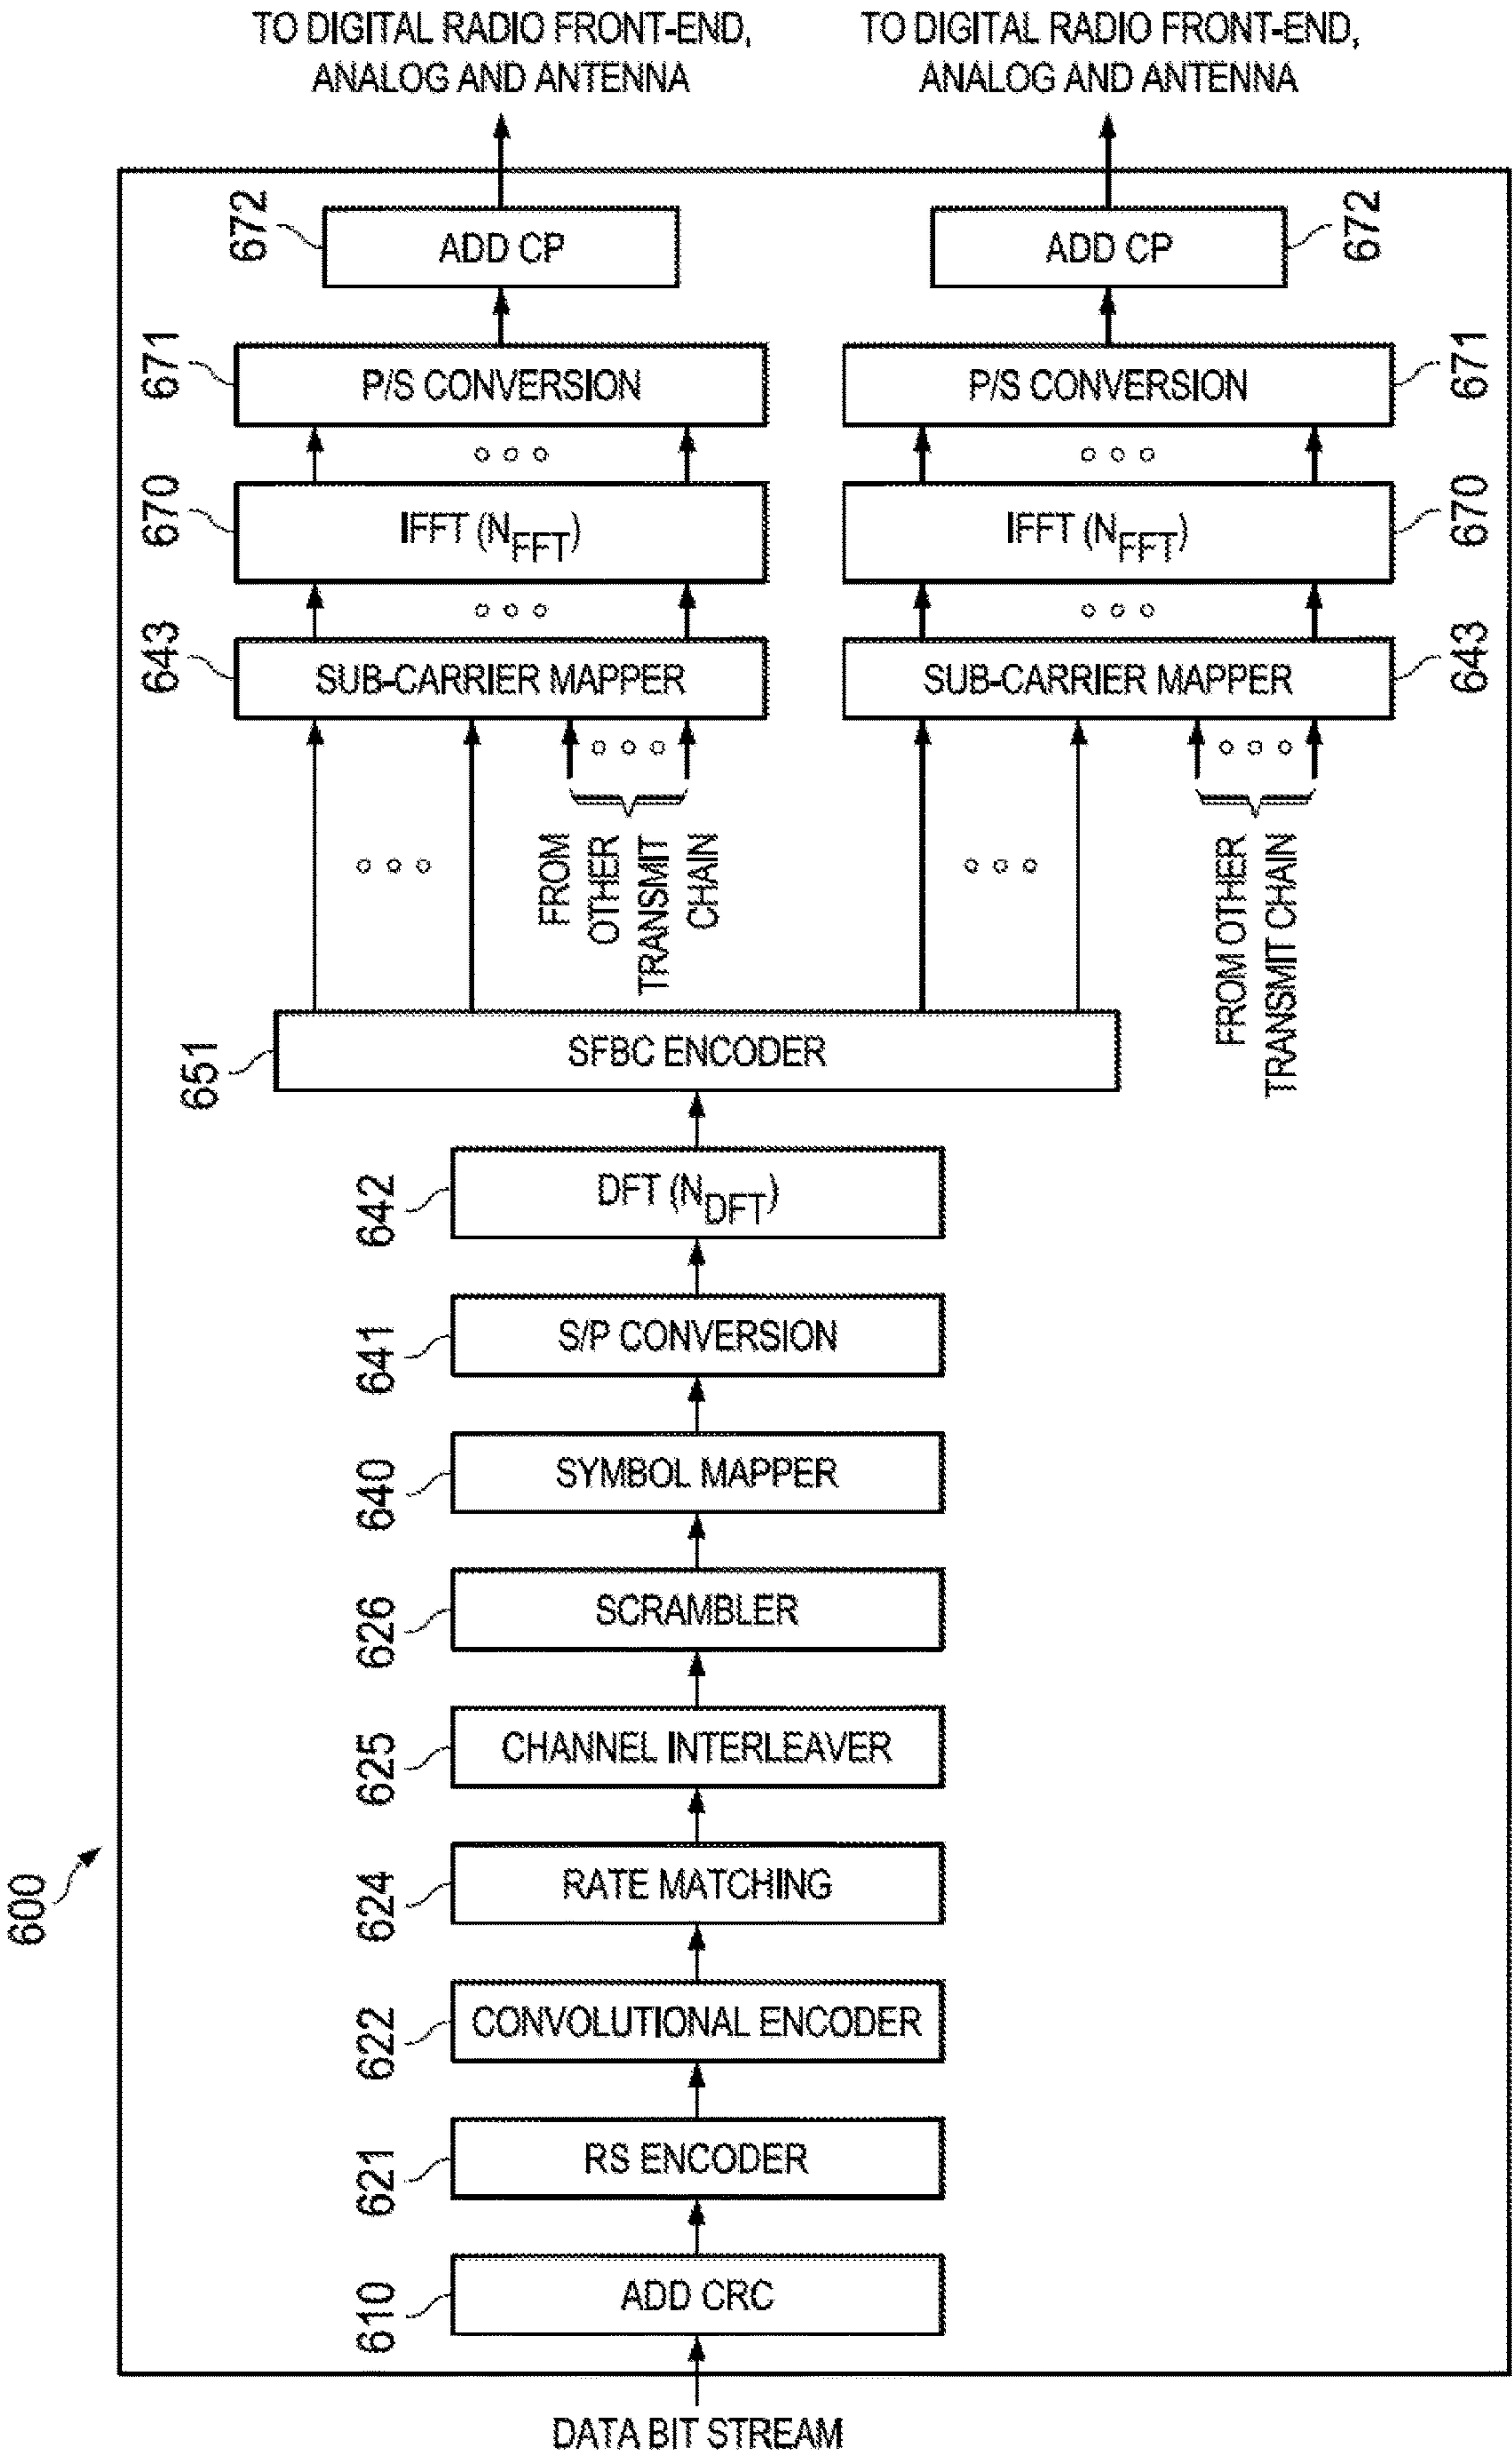 TO DIGITAL RADIO FRONT-END,
ANALOG AND ANTENNA
TO DIGITAL RADIO FRONT-END,
ANALOG AND ANTENNA
672
ADD CP
ADD CP
672
671
P/S CONVERSION
P/S CONVERSION
671
670
IFFT (NFFT)
IFFT (NFFT)
670
643
SUB-CARRIER MAPPER
SUB-CARRIER MAPPER
643
FROM
OTHER
TRANSMIT
CHAIN
FROM OTHER
TRANSMIT CHAIN
651
SFBC ENCODER
642
DFT (NDFT)
641
S/P CONVERSION
640
SYMBOL MAPPER
626
SCRAMBLER
625
CHANNEL INTERLEAVER
600
624
RATE MATCHING
622
CONVOLUTIONAL ENCODER
621
RS ENCODER
610
ADD CRC
DATA BIT STREAM